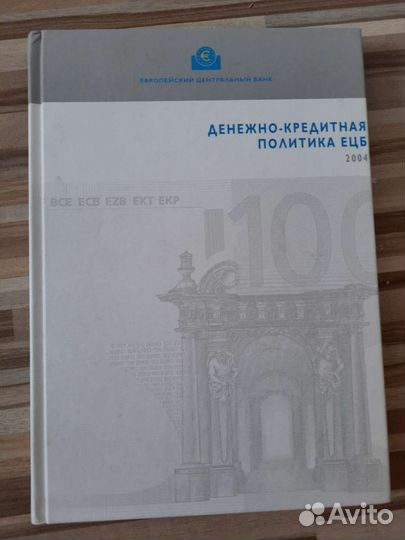 ЕВРОПЕЙСКИЙ ЦЕНТРАЛЬНЫЙ БАНК
ДЕНЕЖНО-КРЕДИТНАЯ
ПОЛИТИКА ЕЦБ
2004
BCE ECB EZB EKT EKP
100
Avito